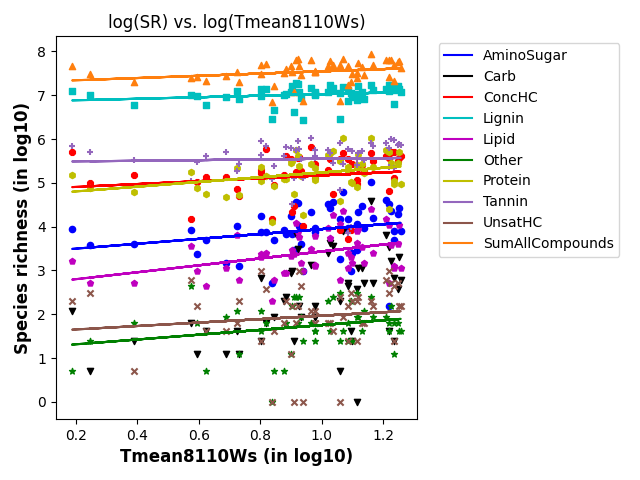 log(SR) vs. log(Tmean8110Ws)
Species richness (in log10)
8
7
6
5
4
3
2
1
0
0.2 0.4 0.6 0.8 1.0 1.2
Tmean8110Ws (in log10)
AminoSugar
Carb
ConcHC
Lignin
Lipid
Other
Protein
Tannin
UnsatHC
SumAllCompounds